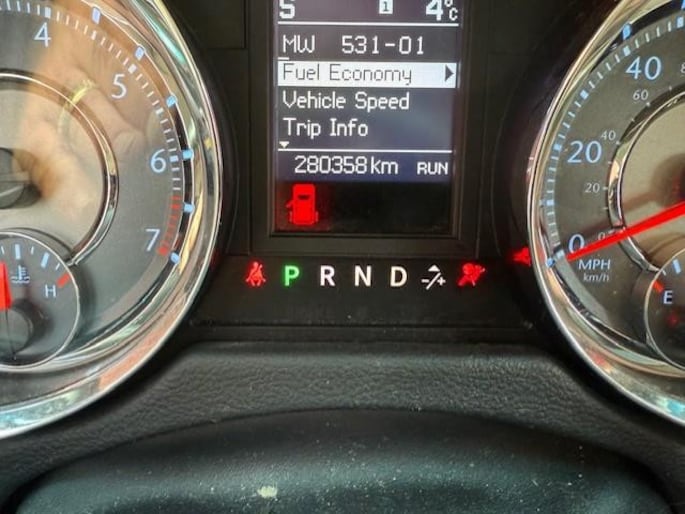 S 1 4°C
MW 531-01
Fuel Economy
Vehicle Speed
Trip Info
280358 km RUN
P R N D -/+
4
5
6
7
H
40
60
20
40
20
0
0
MPH
km/h
E